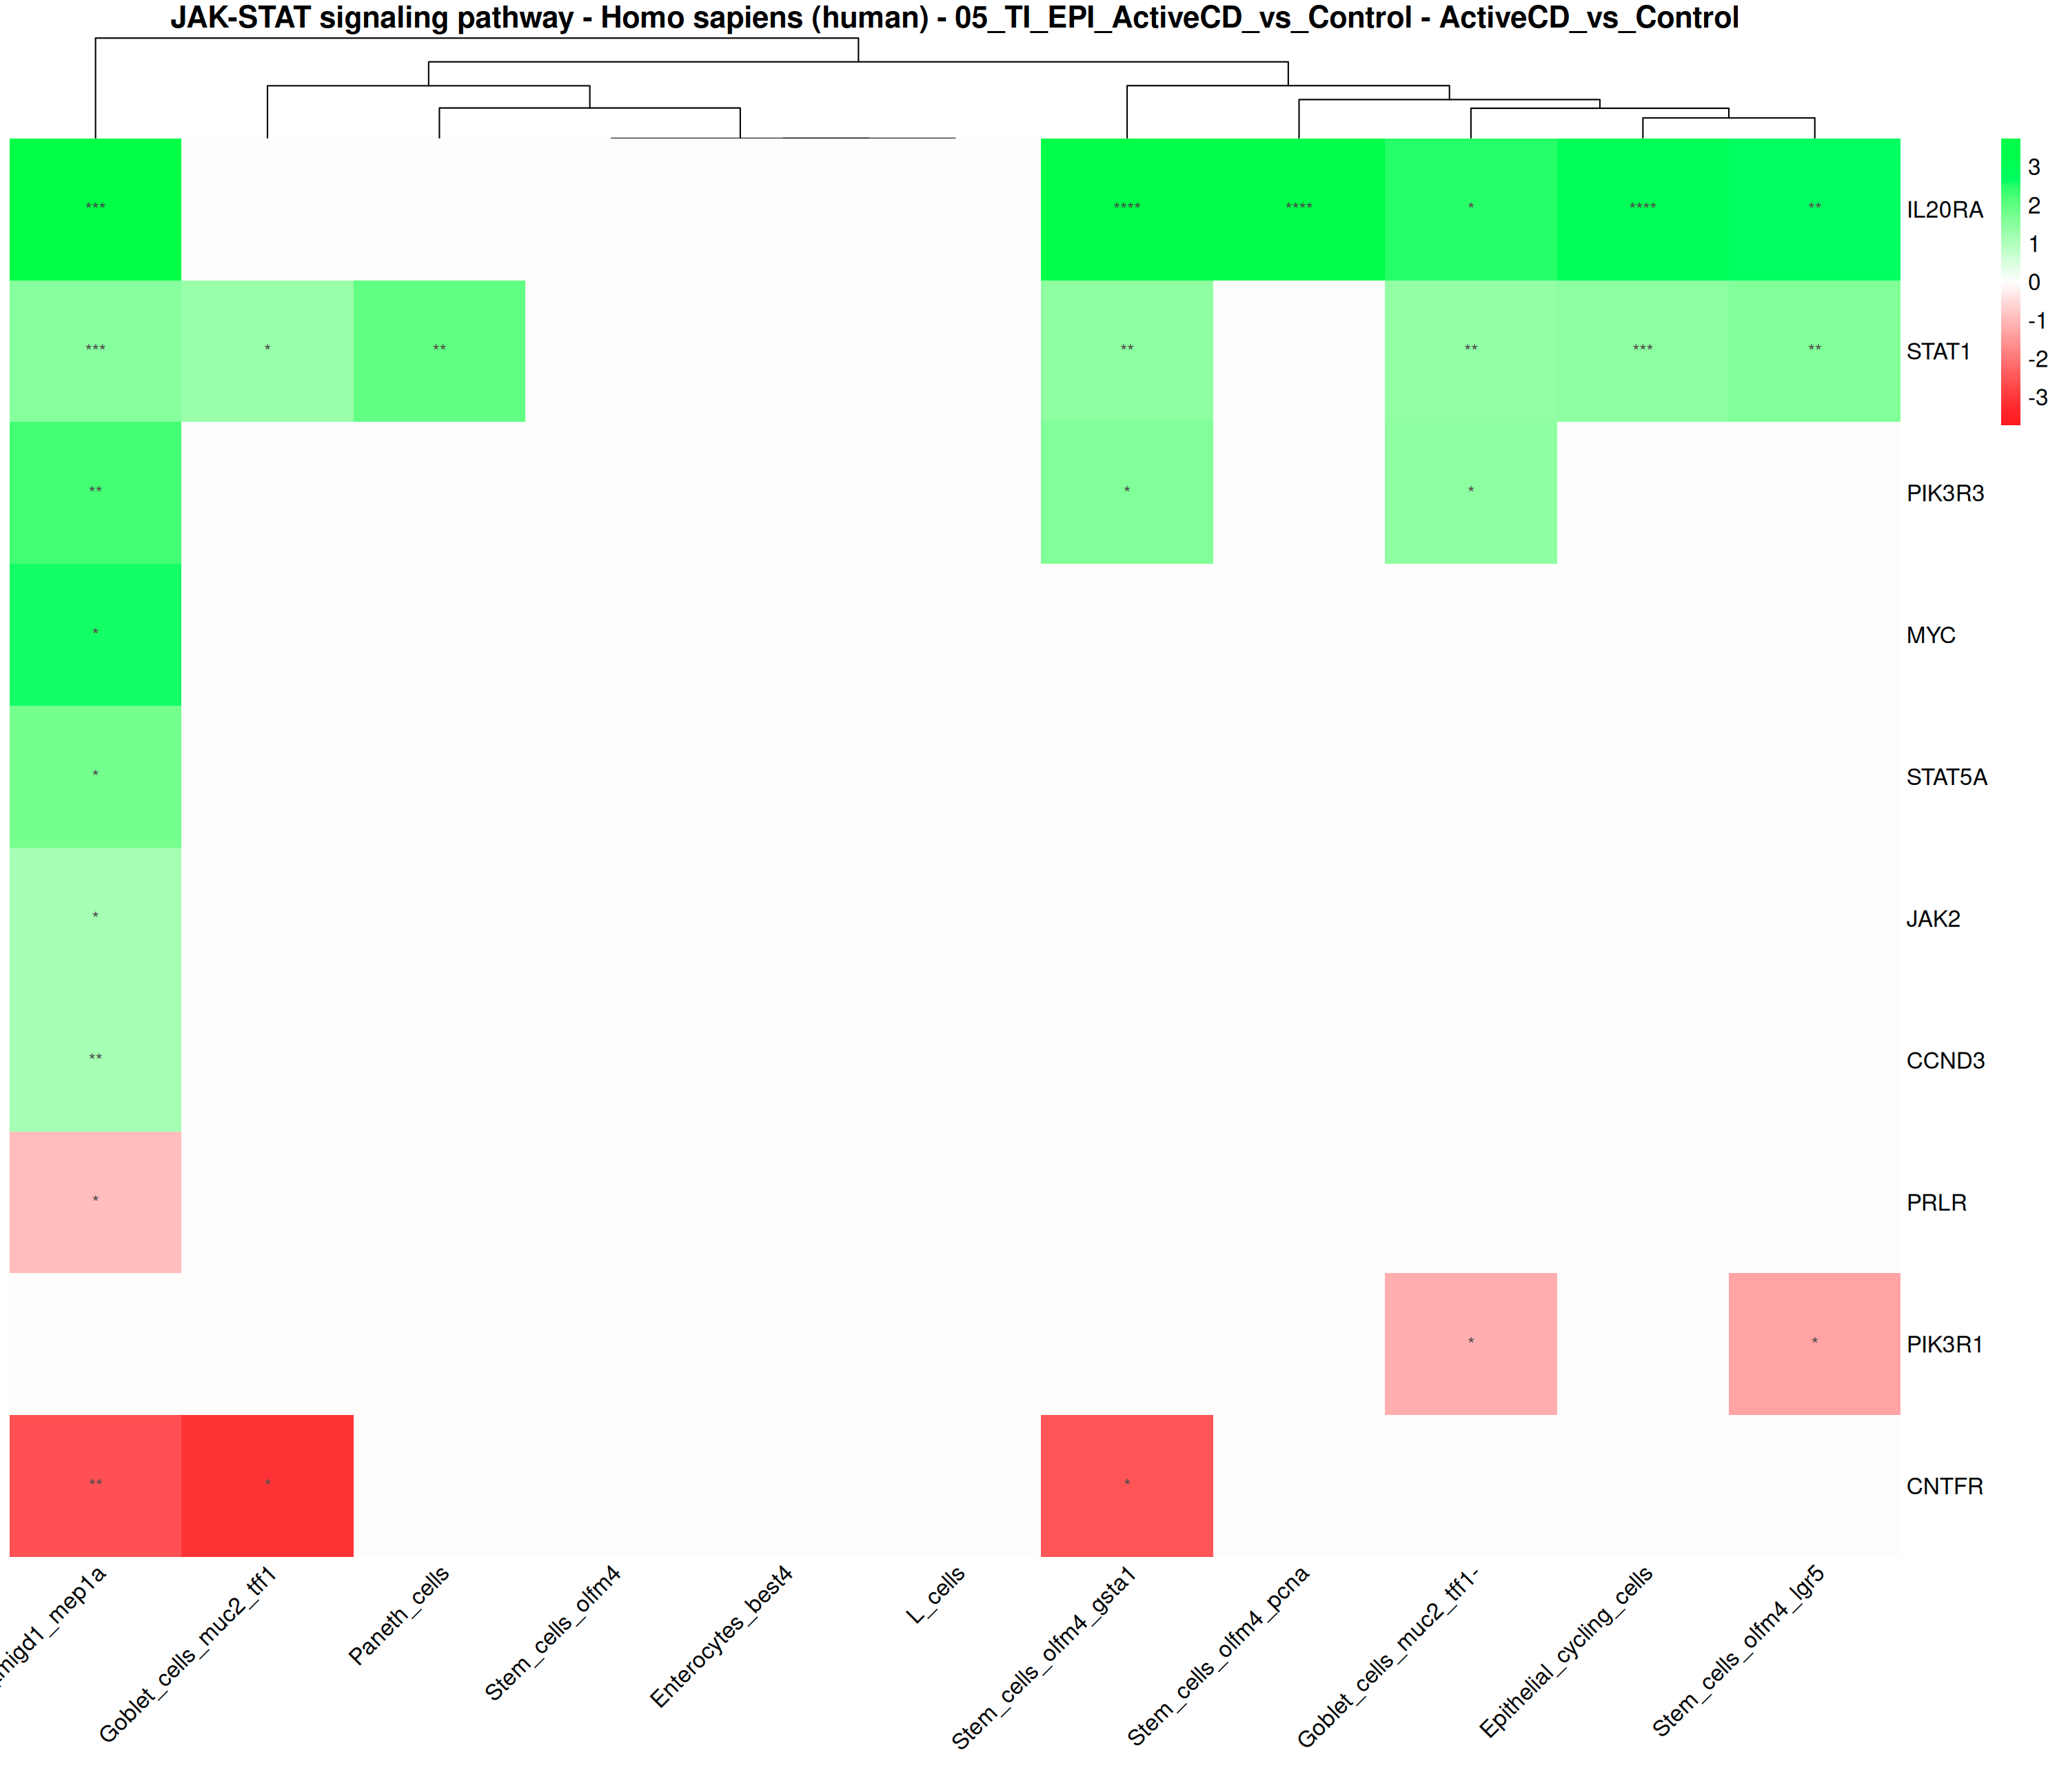 JAK-STAT signaling pathway - Homo sapiens (human) - 05_TI_EPI_ActiveCD_vs_Control - ActiveCD_vs_Control
3
2
1
0
-1
-2
-3
*** **** **** * **** ** IL20RA
*** * ** ** ** *** ** STAT1
** * * PIK3R3
* MYC
* STAT5A
* JAK2
** CCND3
* PRLR
* * PIK3R1
** * * CNTFR
Goblet_cells_muc2_tff1
Paneth_cells
Stem_cells_olfm4
Enterocytes_best4
L_cells
Stem_cells_olfm4_gsta1
Stem_cells_olfm4_pcna
Goblet_cells_muc2_tff1-
Epithelial_cycling_cells
Stem_cells_olfm4_lgr5